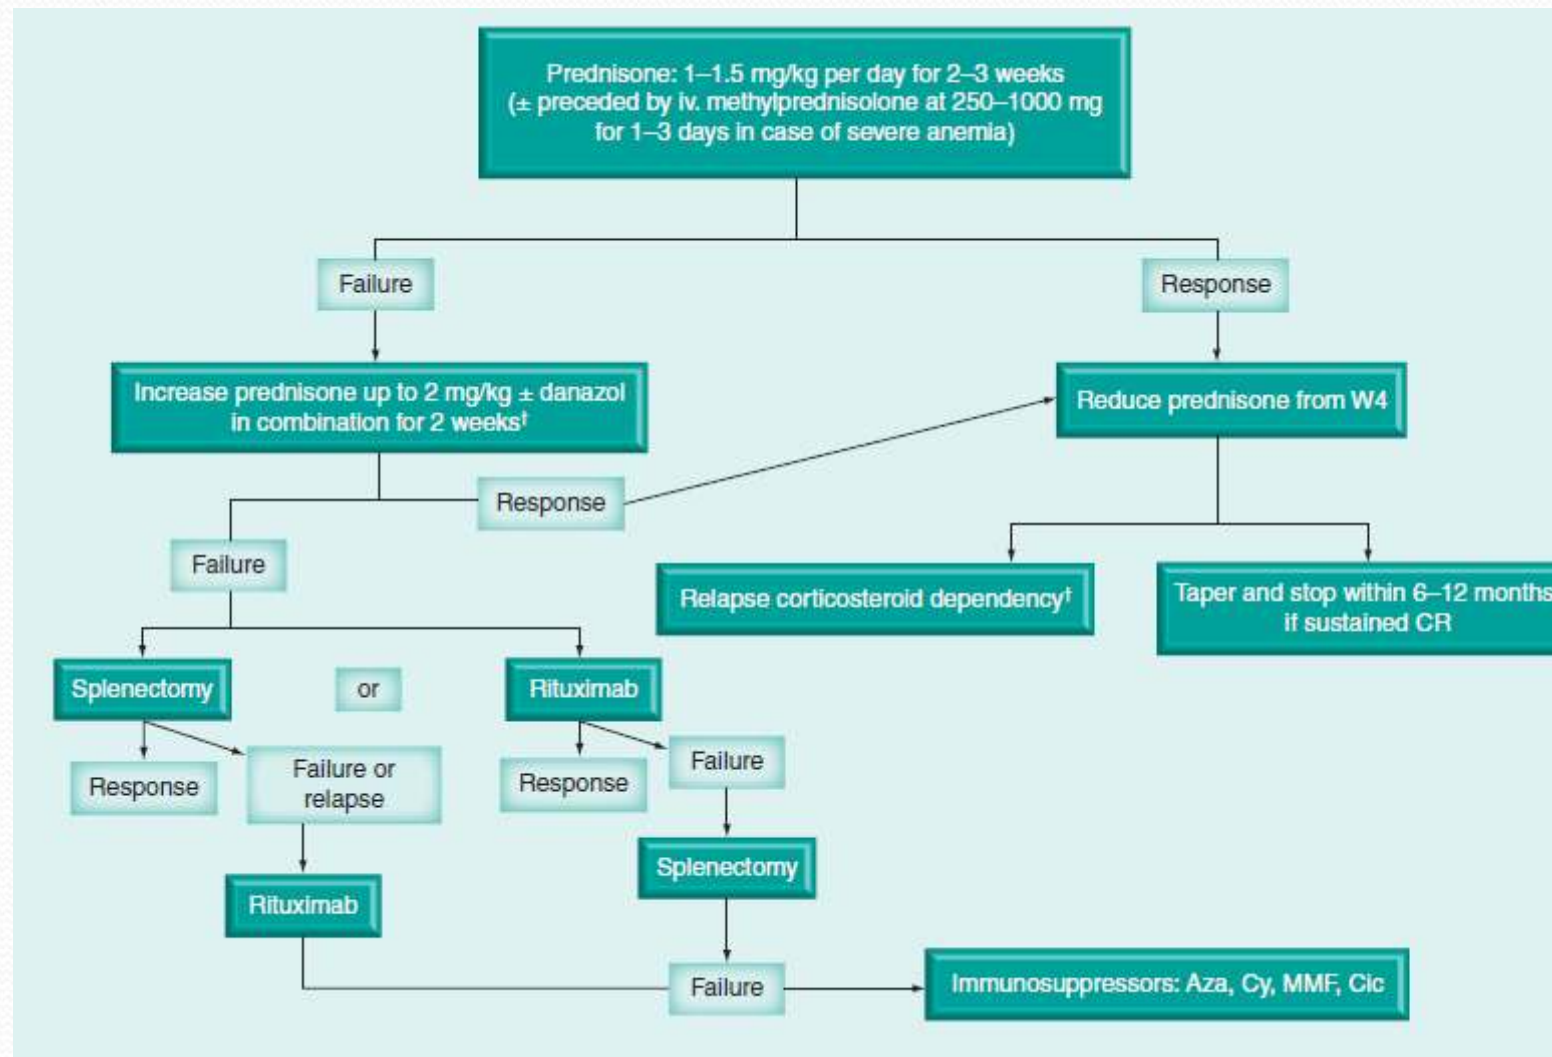 Prednisone: 1–1.5 mg/kg per day for 2–3 weeks
(± preceded by iv. methylprednisolone at 250–1000 mg
for 1–3 days in case of severe anemia)
Failure
Response
Increase prednisone up to 2 mg/kg ± danazol
in combination for 2 weeks†
Reduce prednisone from W4
Response
Failure
Relapse corticosteroid dependency†
Taper and stop within 6–12 months
if sustained CR
Splenectomy
or
Rituximab
Response
Failure or
relapse
Response
Failure
Splenectomy
Rituximab
Failure
Immunosuppressors: Aza, Cy, MMF, Cic